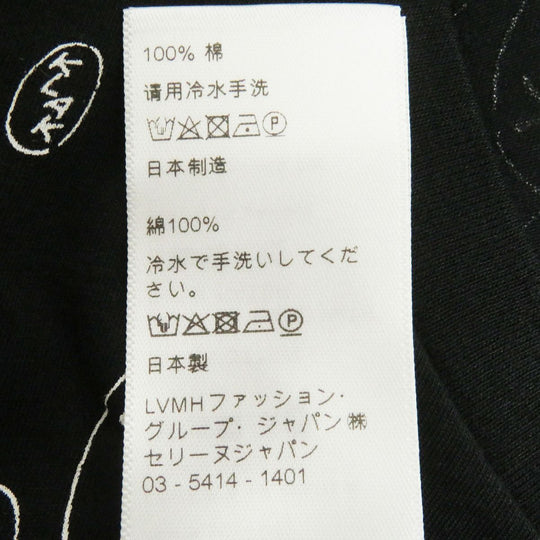 100% 棉
请用冷水手洗
P
日本制造
綿100%
冷水で手洗いしてくだ
さい。
P
日本製
LVMHファッション・
グループ・ジャパン㈱
セリーヌジャパン
03 - 5414 - 1401